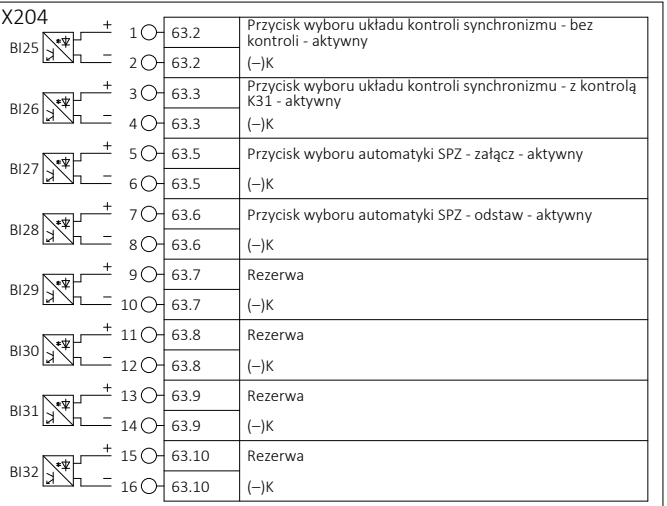 X204
BI25 + 1 63.2 Przycisk wyboru układu kontroli synchronizmu - bez
kontroli - aktywny
– 2 63.2 (–)K
BI26 + 3 63.3 Przycisk wyboru układu kontroli synchronizmu - z kontrolą
K31 - aktywny
– 4 63.3 (–)K
BI27 + 5 63.5 Przycisk wyboru automatyki SPZ - załącz - aktywny
– 6 63.5 (–)K
BI28 + 7 63.6 Przycisk wyboru automatyki SPZ - odstaw - aktywny
– 8 63.6 (–)K
BI29 + 9 63.7 Rezerwa
– 10 63.7 (–)K
BI30 + 11 63.8 Rezerwa
– 12 63.8 (–)K
BI31 + 13 63.9 Rezerwa
– 14 63.9 (–)K
BI32 + 15 63.10 Rezerwa
– 16 63.10 (–)K